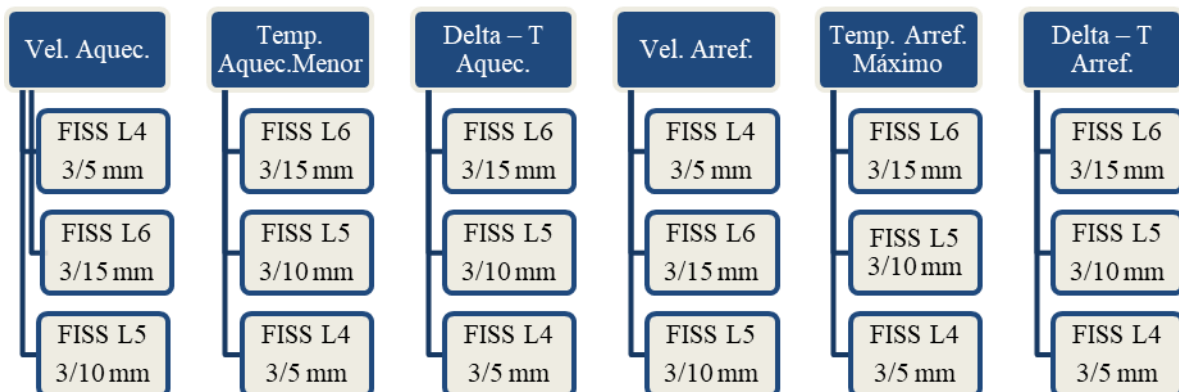 Vel. Aquec.
FISS L4
3/5 mm
FISS L6
3/15 mm
FISS L5
3/10 mm
Temp.
Aquec.Menor
FISS L6
3/15 mm
FISS L5
3/10 mm
FISS L4
3/5 mm
Delta – T
Aquec.
FISS L6
3/15 mm
FISS L5
3/10 mm
FISS L4
3/5 mm
Vel. Arref.
FISS L4
3/5 mm
FISS L6
3/15 mm
FISS L5
3/10 mm
Temp. Arref.
Máximo
FISS L6
3/15 mm
FISS L5
3/10 mm
FISS L4
3/5 mm
Delta – T
Arref.
FISS L6
3/15 mm
FISS L5
3/10 mm
FISS L4
3/5 mm